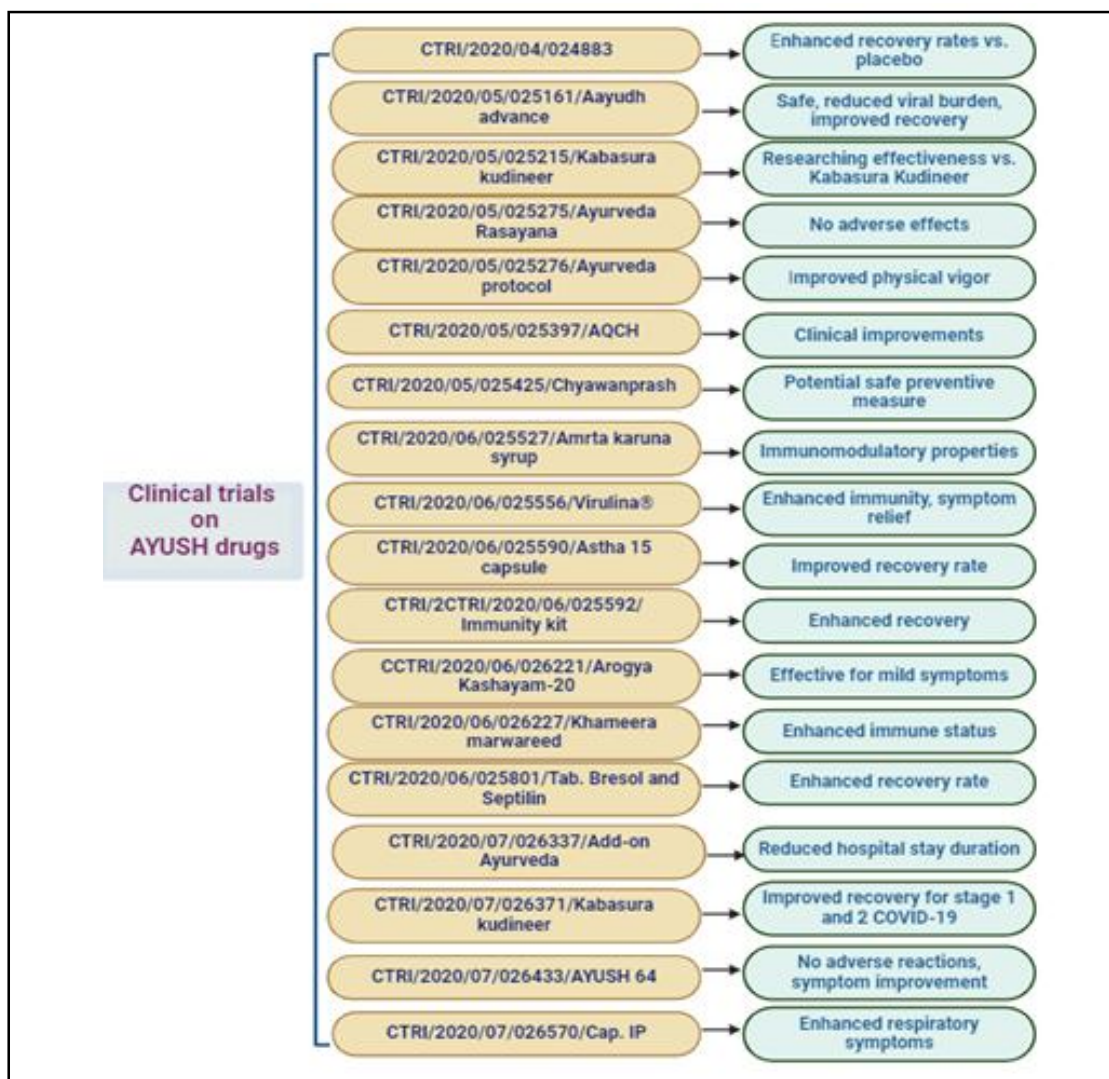 CTRI/2020/04/024883
Enhanced recovery rates vs.
placebo
CTRI/2020/05/025161/Aayudh
advance
Safe, reduced viral burden,
improved recovery
CTRI/2020/05/025215/Kabasura
kudineer
Researching effectiveness vs.
Kabasura Kudineer
CTRI/2020/05/025275/Ayurveda
Rasayana
No adverse effects
CTRI/2020/05/025276/Ayurveda
protocol
Improved physical vigor
CTRI/2020/05/025397/AQCH
Clinical improvements
CTRI/2020/05/025425/Chyawanprash
Potential safe preventive
measure
CTRI/2020/06/025527/Amrta karuna
syrup
Immunomodulatory properties
Clinical trials
on
AYUSH drugs
CTRI/2020/06/025556/Virulina®
Enhanced immunity, symptom
relief
CTRI/2020/06/025590/Astha 15
capsule
Improved recovery rate
CTRI/2CTRI/2020/06/025592/
Immunity kit
Enhanced recovery
CCTRI/2020/06/026221/Arogya
Kashayam-20
Effective for mild symptoms
CTRI/2020/06/026227/Khameera
marwareed
Enhanced immune status
CTRI/2020/06/025801/Tab. Bresol and
Septilin
Enhanced recovery rate
CTRI/2020/07/026337/Add-on
Ayurveda
Reduced hospital stay duration
CTRI/2020/07/026371/Kabasura
kudineer
Improved recovery for stage 1
and 2 COVID-19
CTRI/2020/07/026433/AYUSH 64
No adverse reactions,
symptom improvement
CTRI/2020/07/026570/Cap. IP
Enhanced respiratory
symptoms